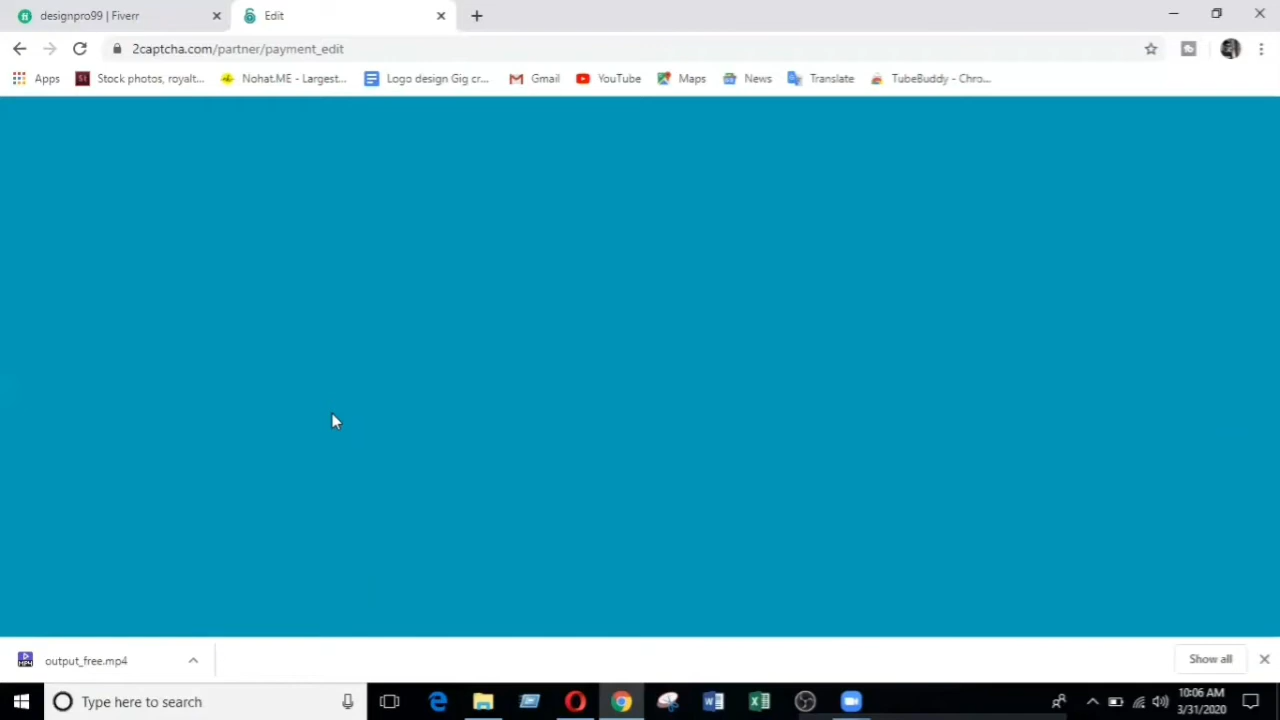 designpro99 | Fiverr
Edit
2captcha.com/partner/payment_edit
Apps
Stock photos, royalt...
Nohat.ME - Largest...
Logo design Gig cr...
Gmail
YouTube
Maps
News
Translate
TubeBuddy - Chro...
output_free.mp4
Show all
Type here to search
10:06 AM
3/31/2020